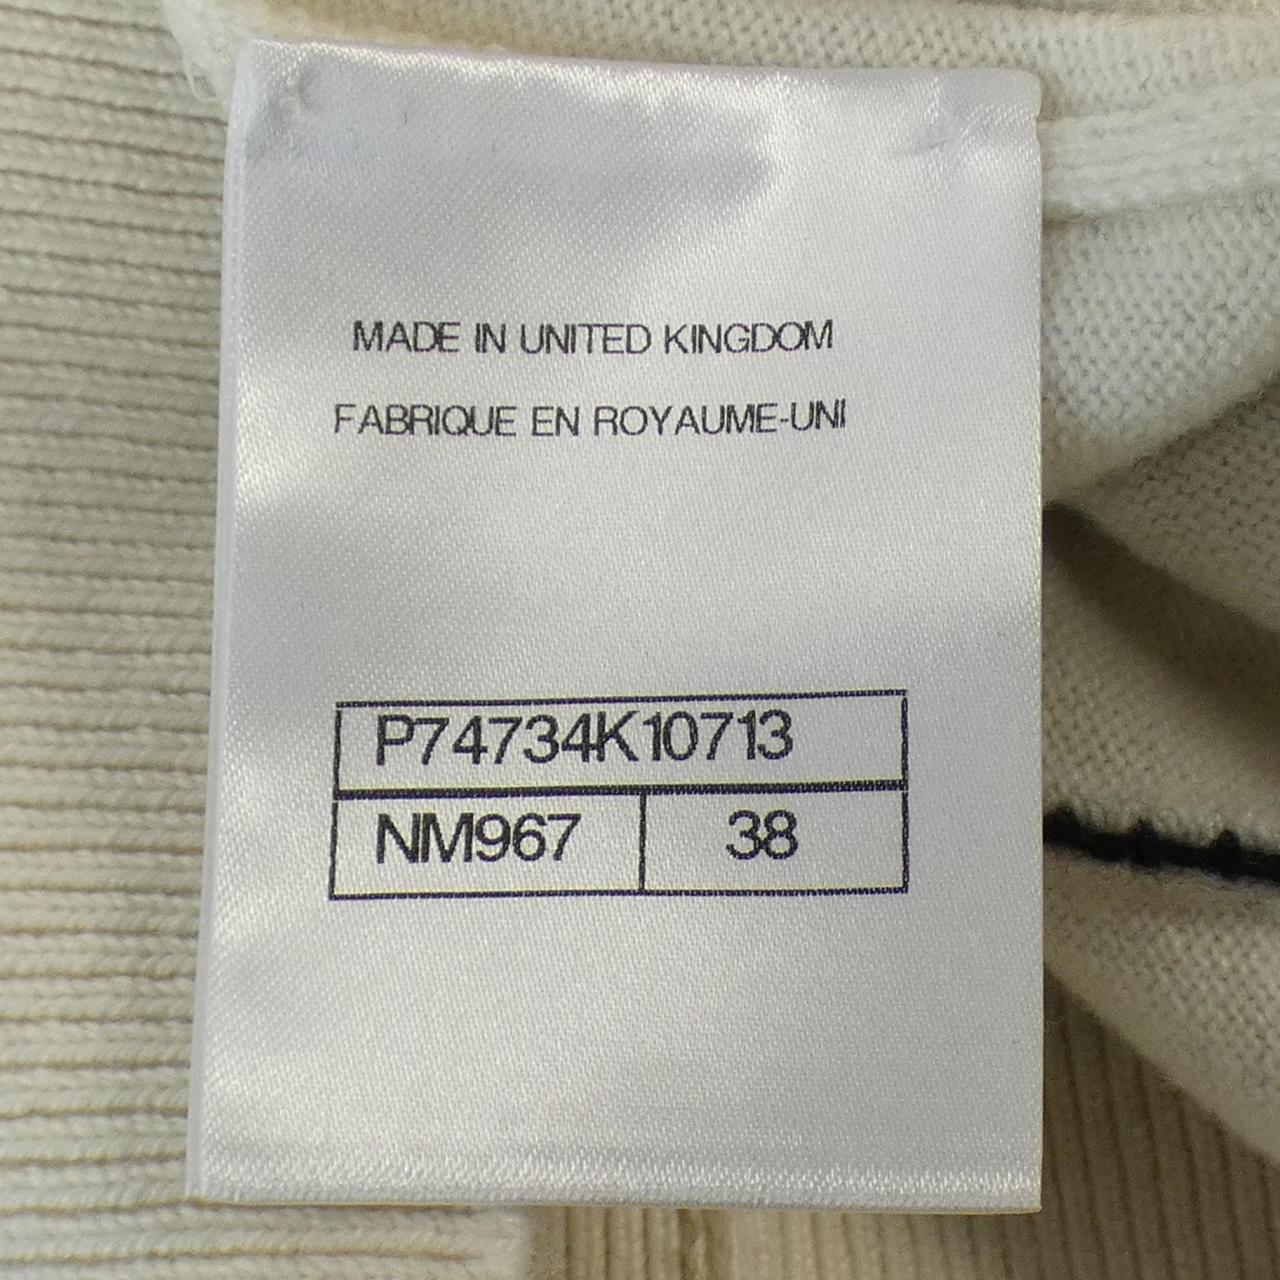 MADE IN UNITED KINGDOM
FABRIQUE EN ROYAUME-UNI
P74734K10713
NM967 38